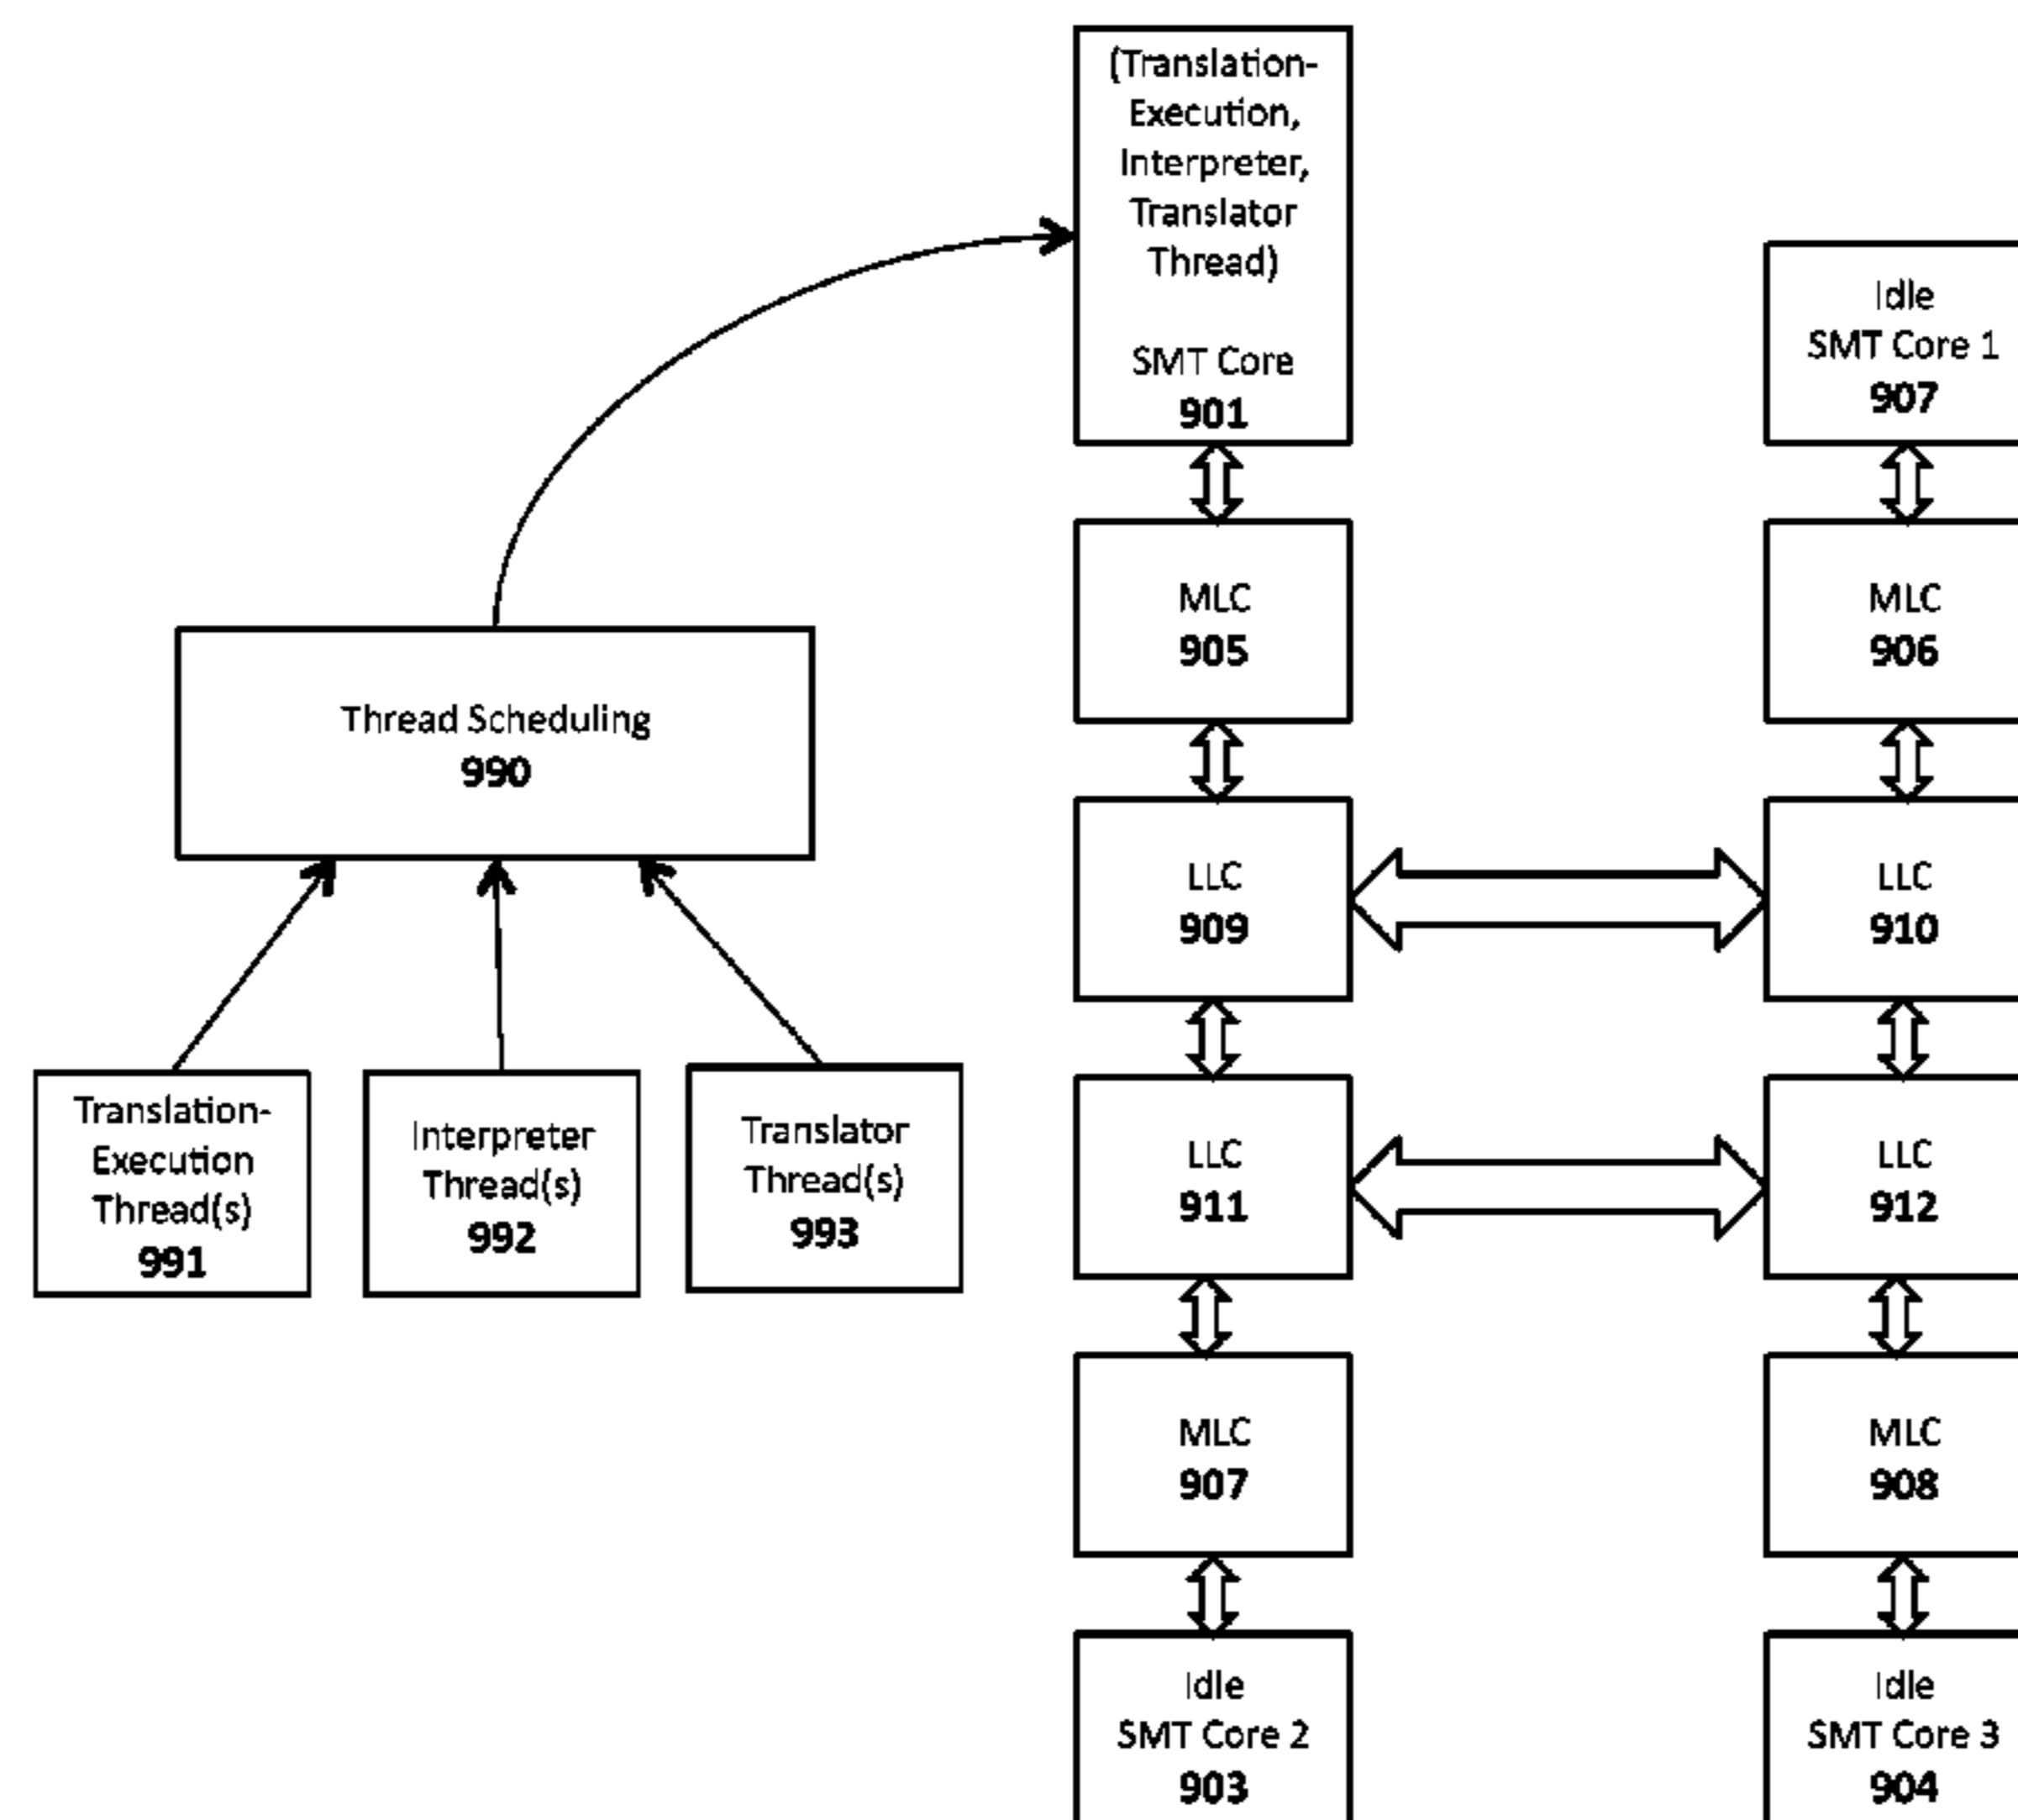 (Translation-
Execution,
Interpreter,
Translator
Thread)
SMT Core
901
Idle
SMT Core 1
907
MLC
905
MLC
906
Thread Scheduling
990
LLC
909
LLC
910
Translation-
Execution
Thread(s)
991
Interpreter
Thread(s)
992
Translator
Thread(s)
993
LLC
911
LLC
912
MLC
907
MLC
908
Idle
SMT Core 2
903
Idle
SMT Core 3
904